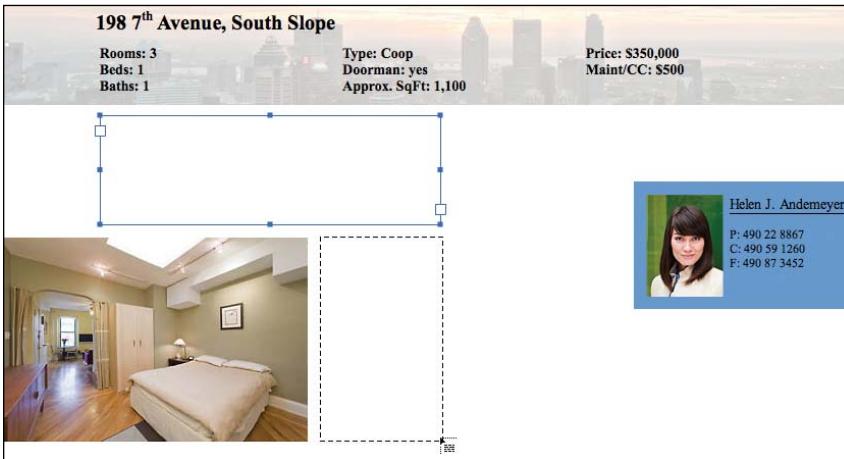 198 7th Avenue, South Slope
Rooms: 3
Beds: 1
Baths: 1
Type: Coop
Doorman: yes
Approx. SqFt: 1,100
Price: $350,000
Maint/CC: $500
Helen J. Andemeyer
P: 490 22 8867
C: 490 59 1260
F: 490 87 3452